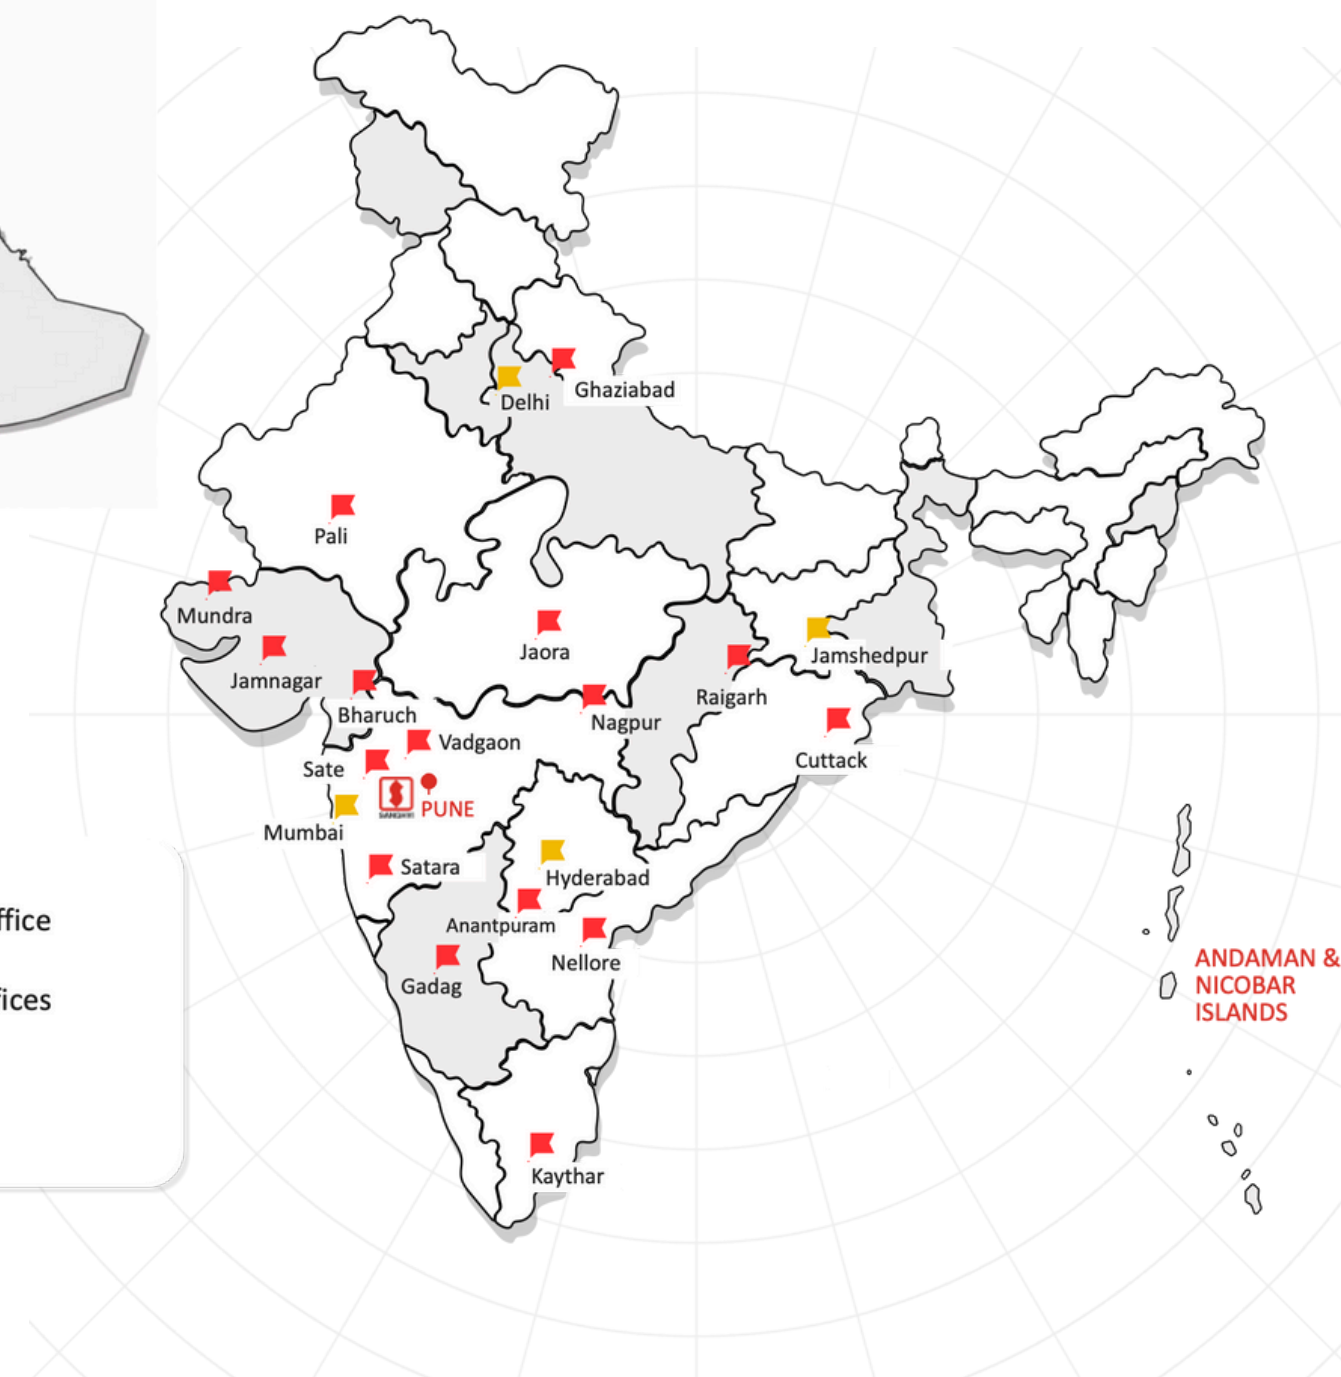 Ghaziabad
Delhi
Pali
Mundra
Jaora
Jamshedpur
Jamnagar
Raigarh
Bharuch
Nagpur
Vadgaon
Cuttack
Sate
PUNE
Mumbai
Satara
Hyderabad
ffice
Anantpuram
Nellore
ANDAMAN &
NICOBAR
ISLANDS
Gadag
ices
Kaythar